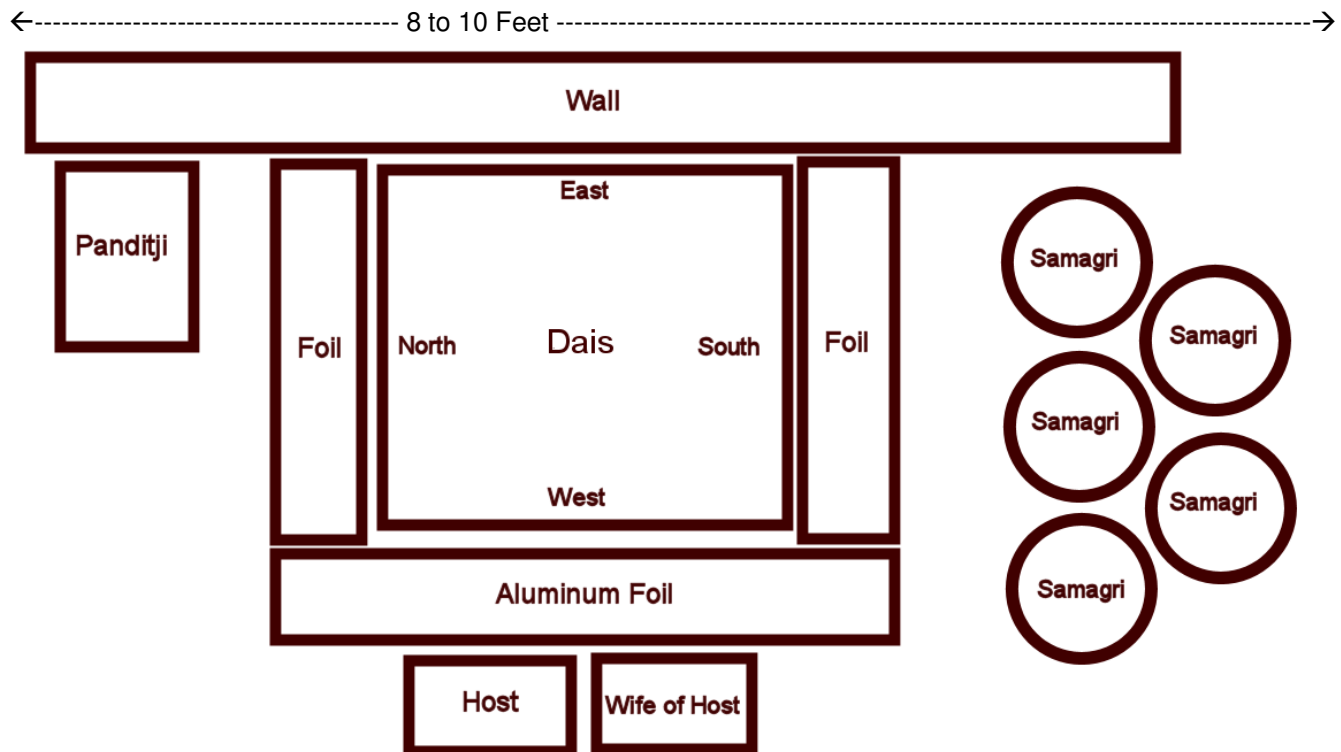 ←-------------------------------------- 8 to 10 Feet --------------------------------------------------------------------------------→
Wall
East
Panditji
Foil
North
Dais
South
Foil
West
Samagri
Samagri
Samagri
Samagri
Samagri
Aluminum Foil
Host
Wife of Host